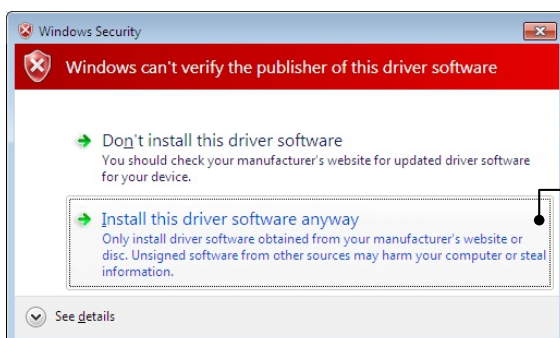 Windows Security
Windows can't verify the publisher of this driver software
Don't install this driver software
You should check your manufacturer's website for updated driver software
for your device.
Install this driver software anyway
Only install driver software obtained from your manufacturer's website or
disc. Unsigned software from other sources may harm your computer or steal
information.
See details